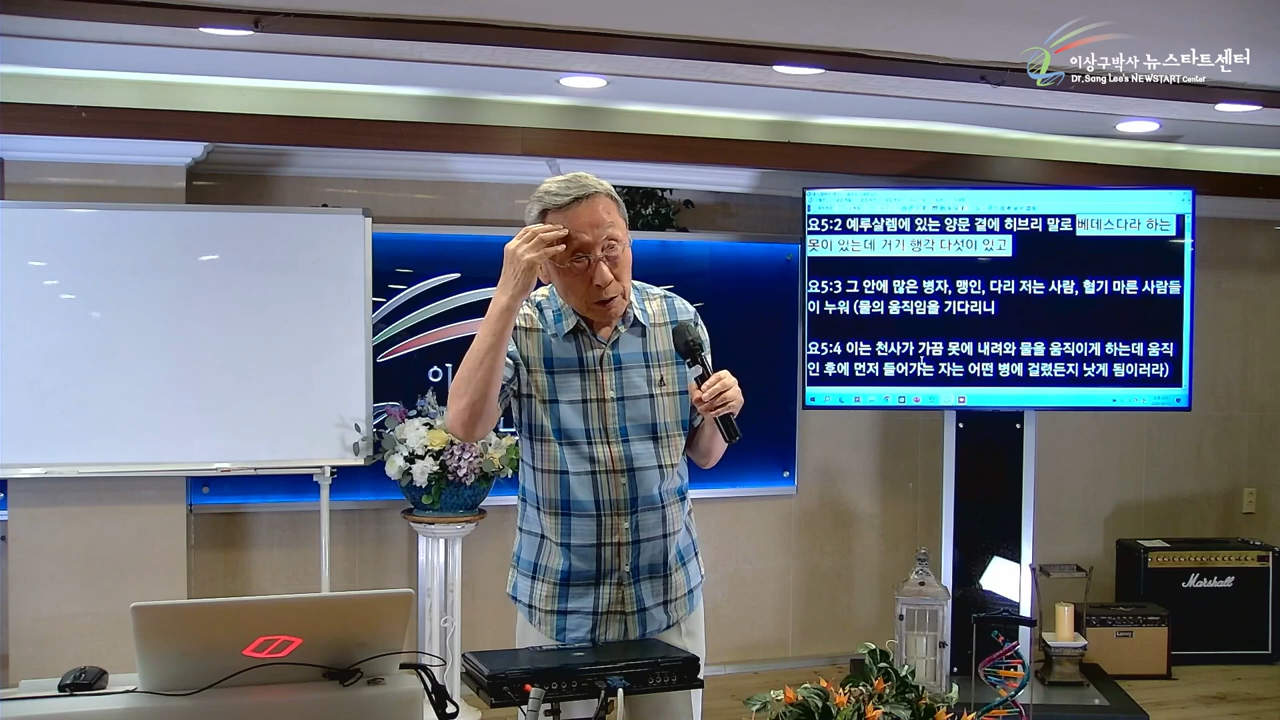 이상구박사 뉴스타트센터
Dr. Sang Lee's NEWSTART Center
요5:2 예루살렘에 있는 양문 곁에 히브리 말로 베데스다라 하는
못이 있는데 거기 행각 다섯이 있고
요5:3 그 안에 많은 병자, 맹인, 다리 저는 사람, 혈기 마른 사람들
이 누워 (물의 움직임을 기다리니
요5:4 이는 천사가 가끔 못에 내려와 물을 움직이게 하는데 움직
인 후에 먼저 들어가는 자는 어떤 병에 걸렸든지 낫게 됨이러라)
이
Marshall
Laney